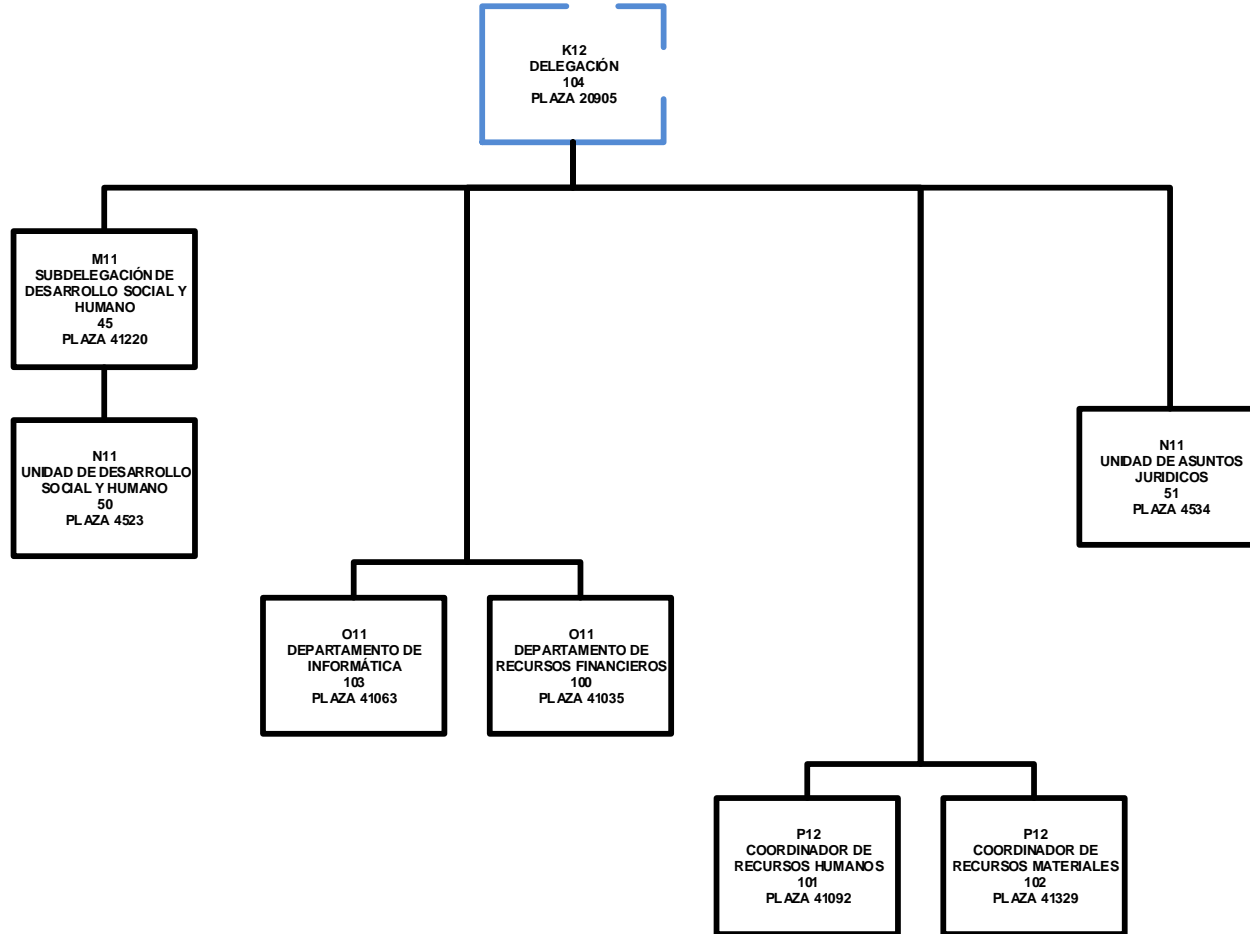 K12
DELEGACIÓN
104
PLAZA 20905
M11
SUBDELEGACIÓN DE
DESARROLLO SOCIAL Y
HUMANO
45
PLAZA 41220
N11
UNIDAD DE DESARROLLO
SOCIAL Y HUMANO
50
PLAZA 4523
N11
UNIDAD DE ASUNTOS
JURIDICOS
51
PLAZA 4534
O11
DEPARTAMENTO DE
INFORMÁTICA
103
PLAZA 41063
O11
DEPARTAMENTO DE
RECURSOS FINANCIEROS
100
PLAZA 41035
P12
COORDINADOR DE
RECURSOS HUMANOS
101
PLAZA 41092
P12
COORDINADOR DE
RECURSOS MATERIALES
102
PLAZA 41329